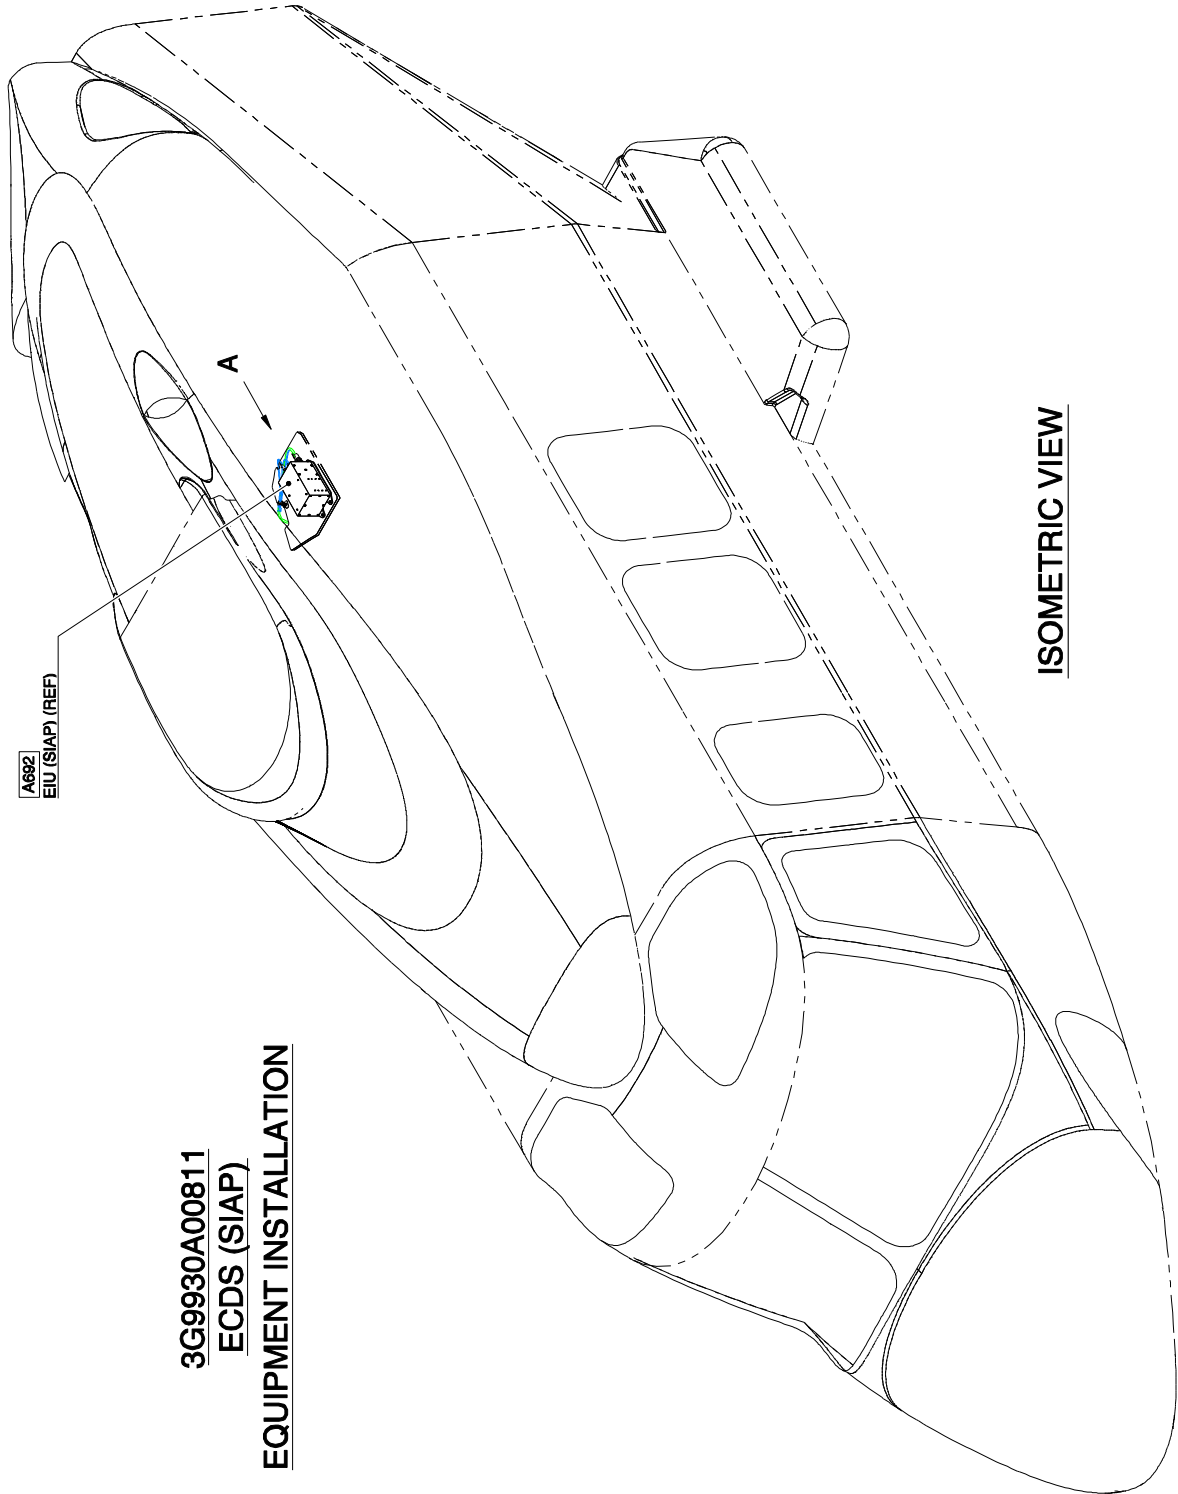 3G9930A00811
ECDS (SIAP)
EQUIPMENT INSTALLATION
A692
EIU (SIAP) (REF)
A
ISOMETRIC VIEW